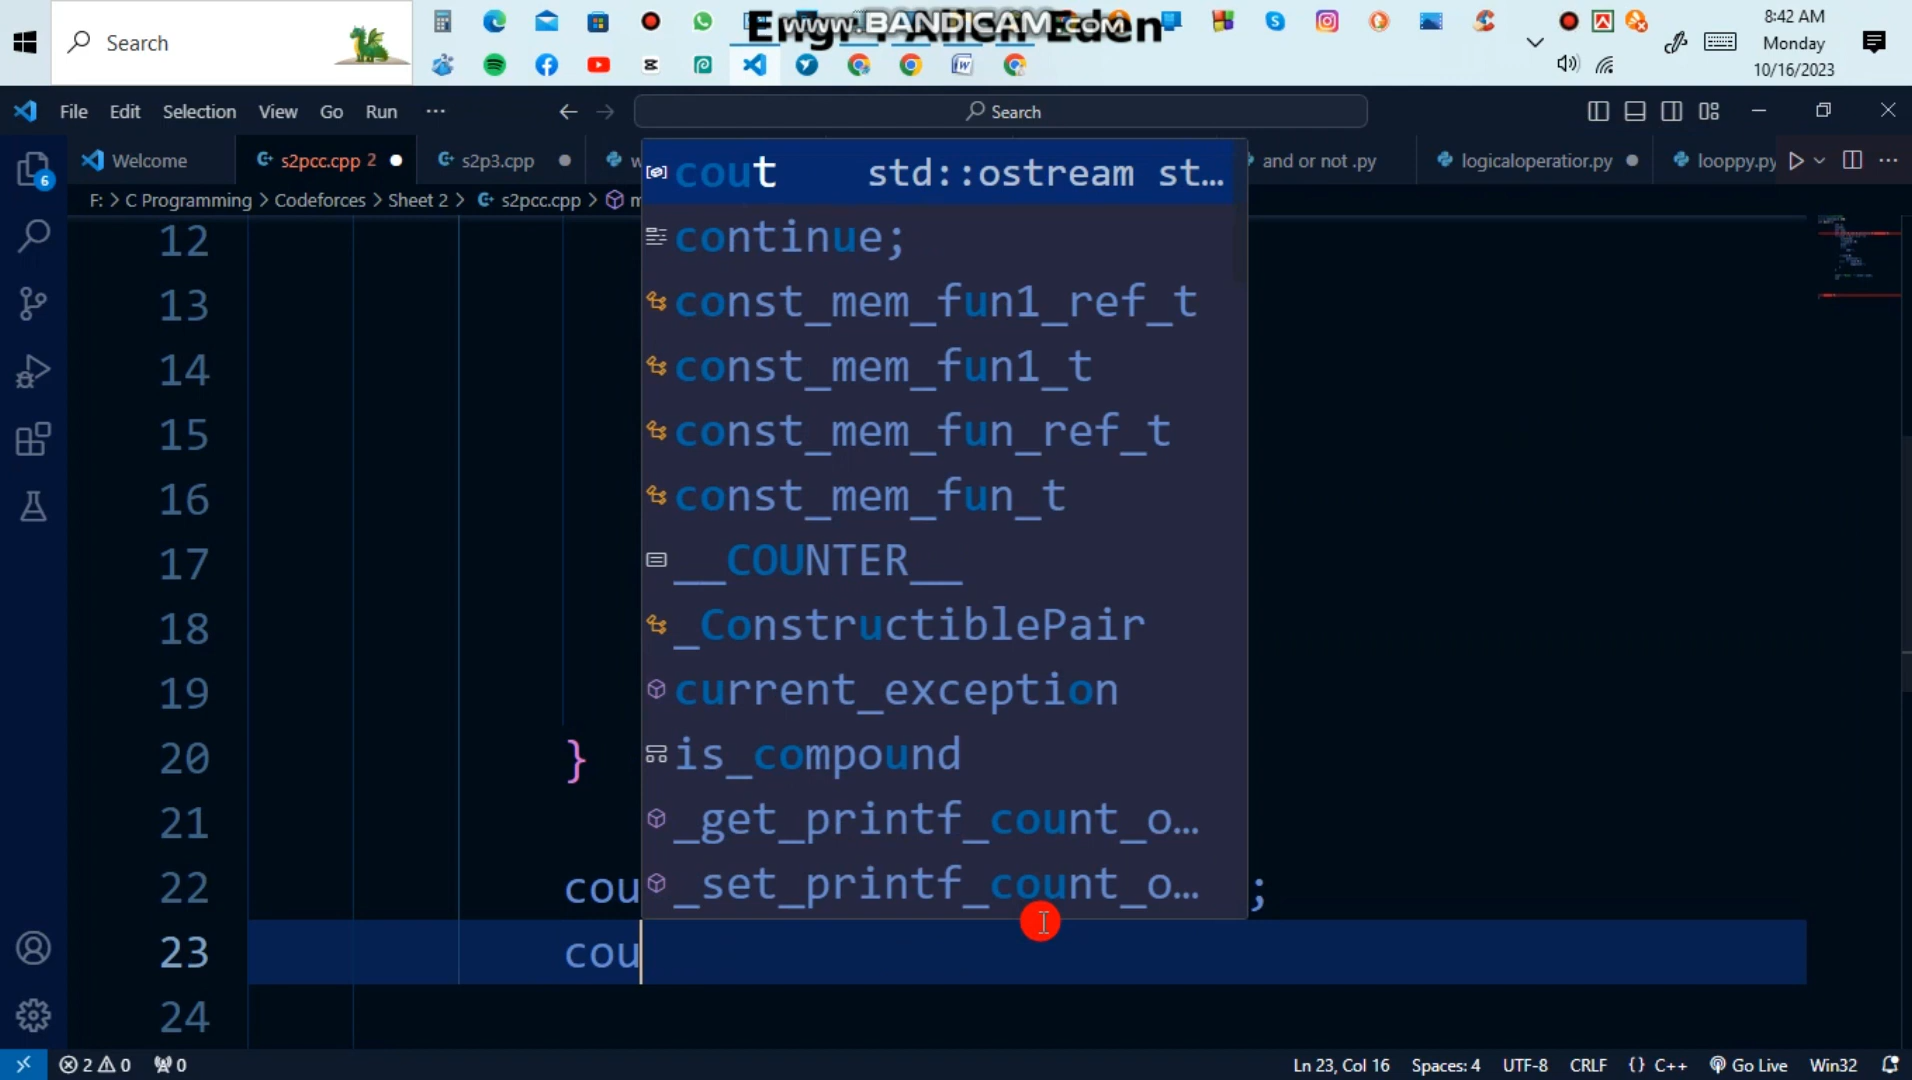 Search
www.BANDICAM.com
8:42 AM
Monday
10/16/2023
File Edit Selection View Go Run ··· Search
Welcome s2pcc.cpp 2 s2p3.cpp and or not .py logicaloperatior.py looppy.py
F: > C Programming > Codeforces > Sheet 2 > s2pcc.cpp >
6
cout std::ostream st...
12 continue;
13 const_mem_fun1_ref_t
14 const_mem_fun1_t
15 const_mem_fun_ref_t
16 const_mem_fun_t
17 __COUNTER__
18 _ConstructiblePair
19 current_exception
20 } is_compound
21 _get_printf_count_o...
22 cou _set_printf_count_o... ;
23 cou
24
2 0 0 Ln 23, Col 16 Spaces: 4 UTF-8 CRLF {} C++ Go Live Win32